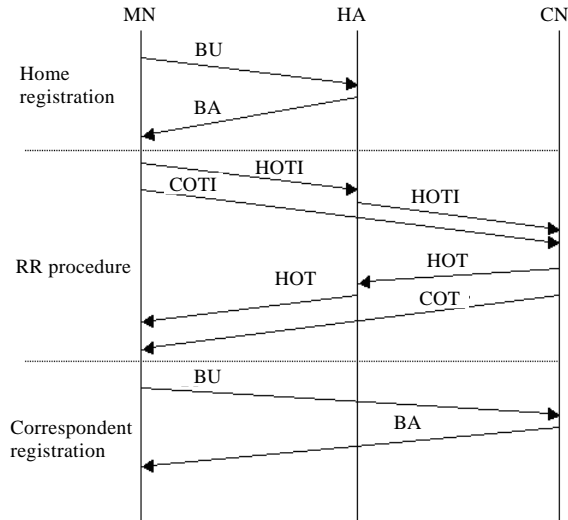 MN HA CN
BU
Home
registration
BA
HOTI
COTI
HOTI
HOT
RR procedure
HOT
COT
BU
Correspondent
registration
BA